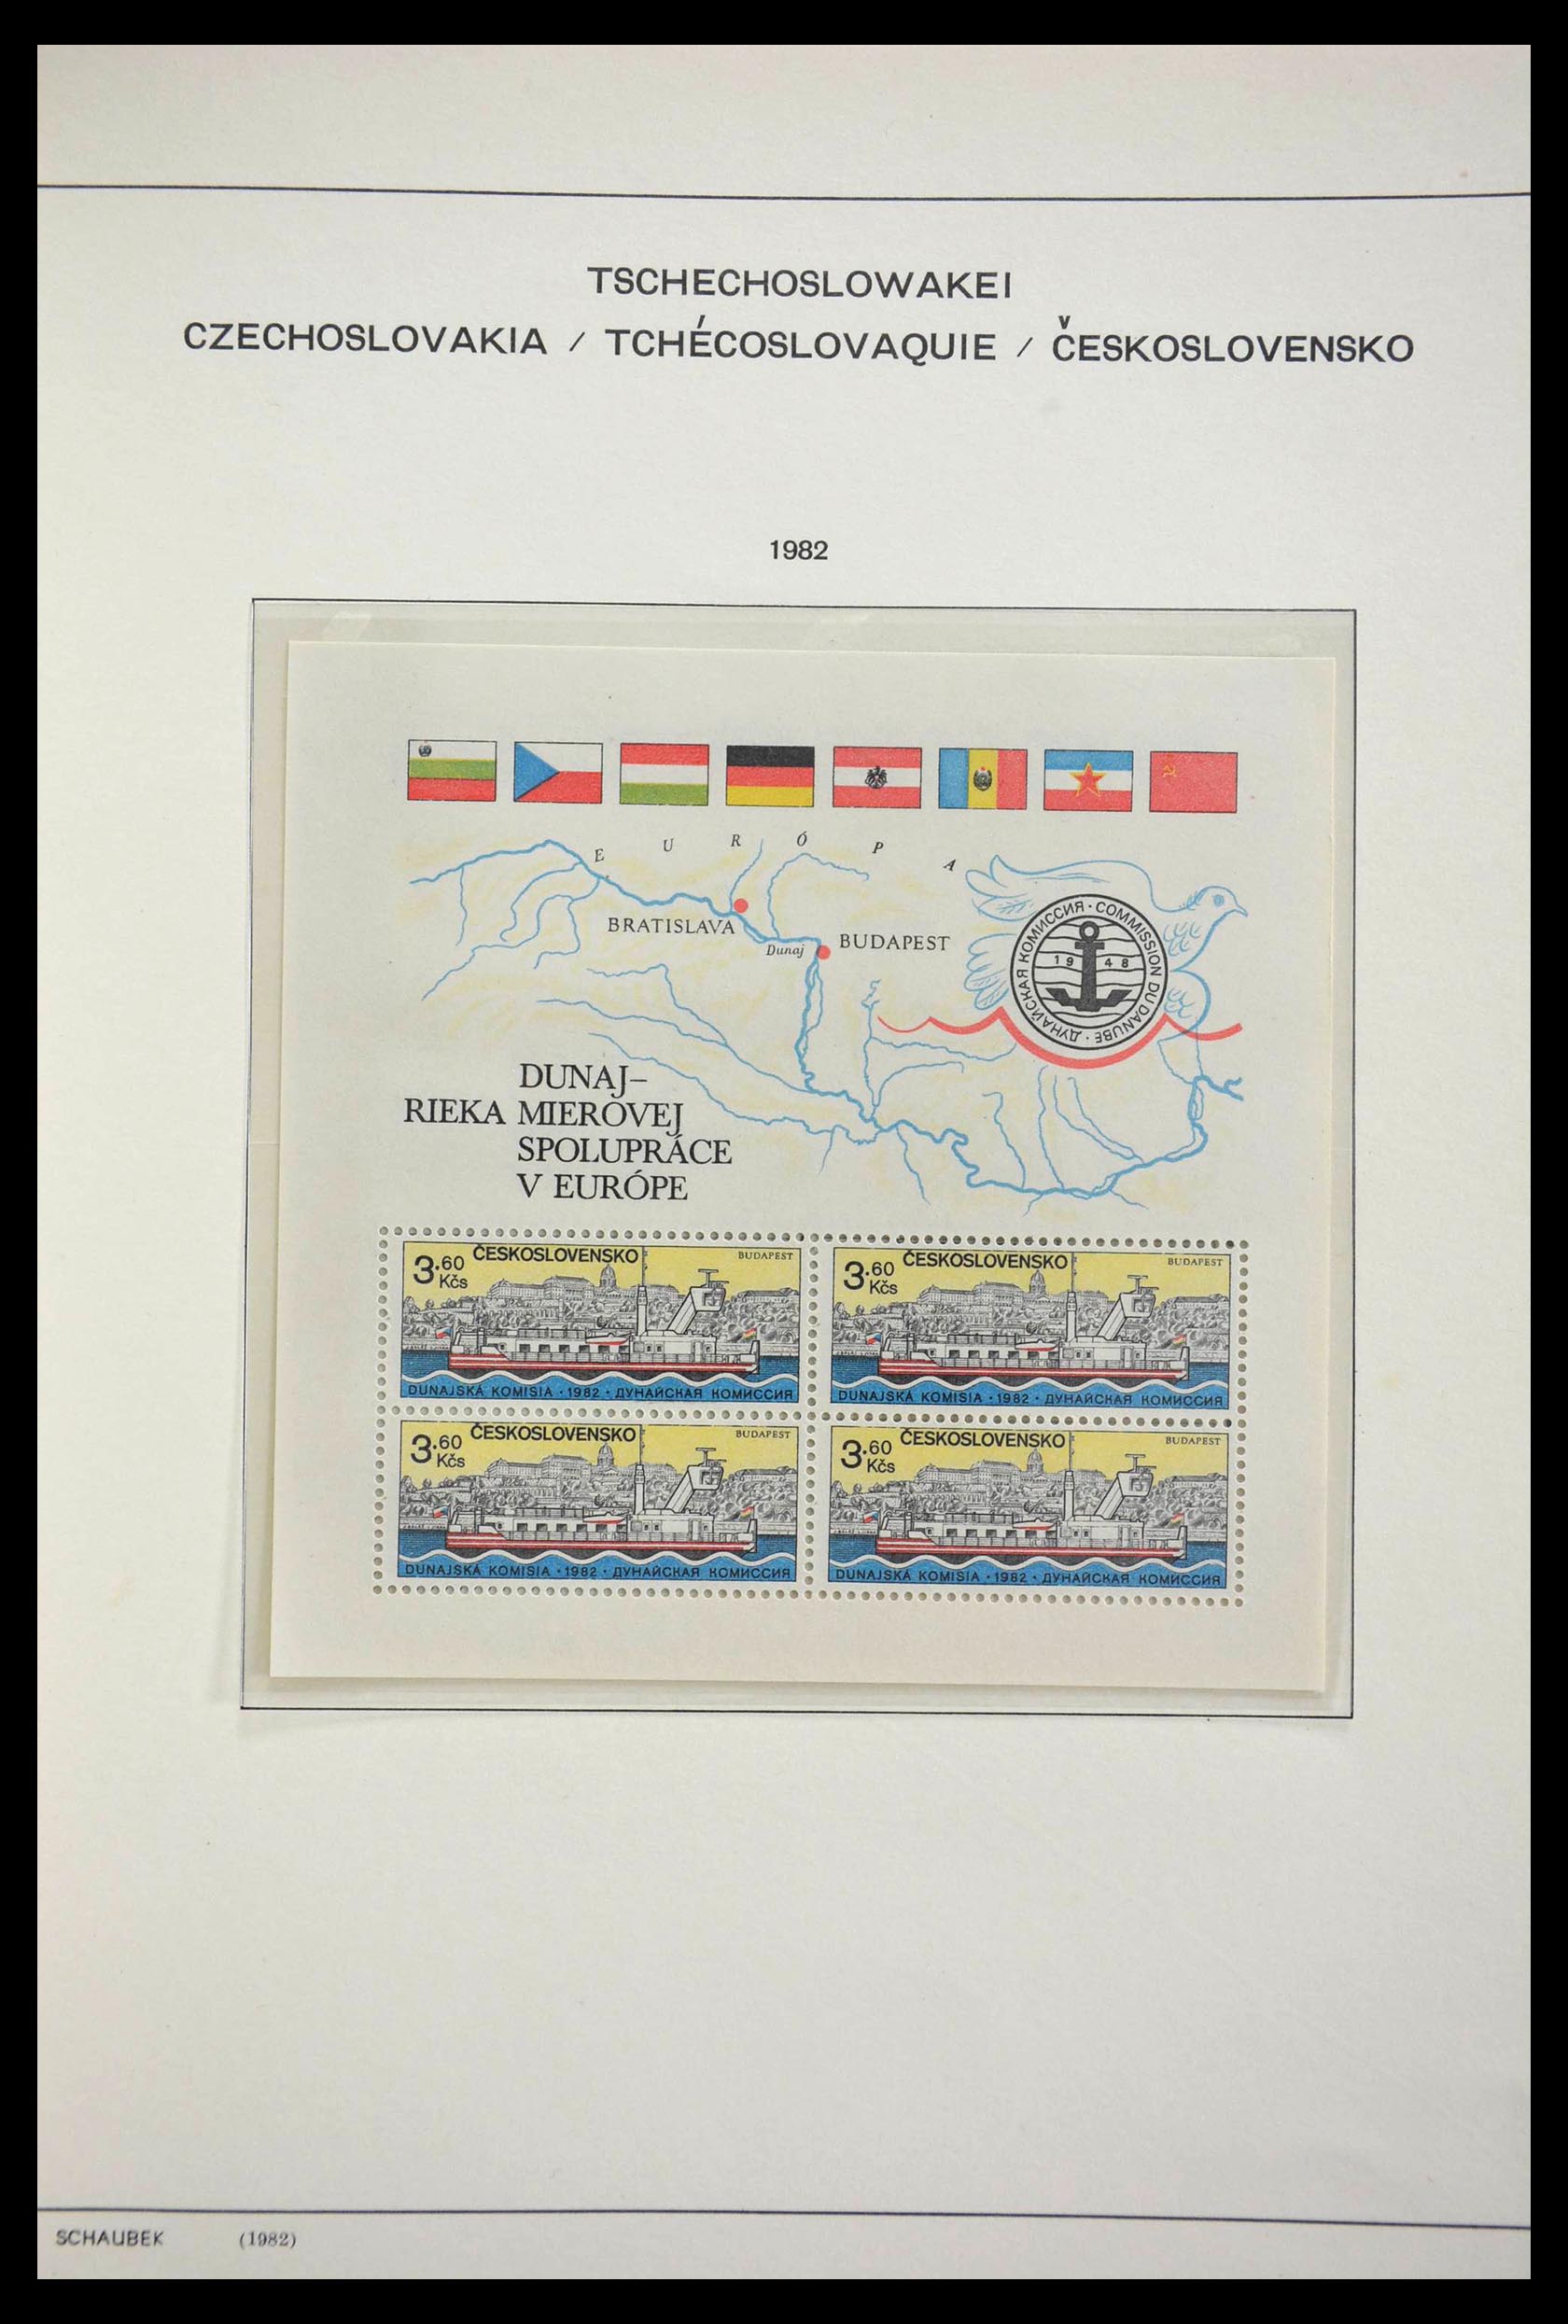 TSCHECHOSLOWAKEI
CZECHOSLOVAKIA / TCHÉCOSLOVAQUIE / ČESKOSLOVENSKO
1982
EURÓPA
BRATISLAVA
Dunaj
BUDAPEST
ДУНАЙСКАЯ КОМИССИЯ · COMMISSION DU DANUBE ·
1948
DUNAJ–
RIEKA MIEROVEJ
SPOLUPRÁCE
V EURÓPE
3.60 Kčs ČESKOSLOVENSKO BUDAPEST
DUNAJSKÁ KOMISIA · 1982 · ДУНАЙСКАЯ КОМИССИЯ
3.60 Kčs ČESKOSLOVENSKO BUDAPEST
DUNAJSKÁ KOMISIA · 1982 · ДУНАЙСКАЯ КОМИССИЯ
3.60 Kčs ČESKOSLOVENSKO BUDAPEST
DUNAJSKÁ KOMISIA · 1982 · ДУНАЙСКАЯ КОМИССИЯ
3.60 Kčs ČESKOSLOVENSKO BUDAPEST
DUNAJSKÁ KOMISIA · 1982 · ДУНАЙСКАЯ КОМИССИЯ
SCHAUBEK (1982)